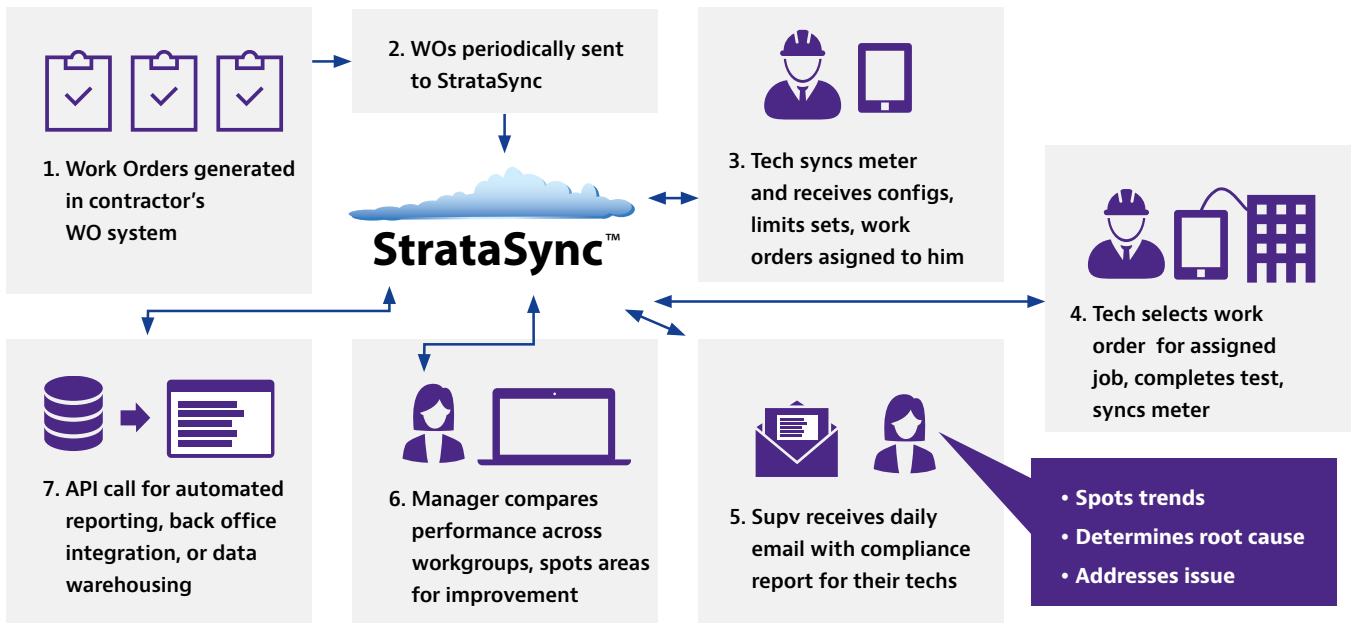 1. Work Orders generated
in contractor's
WO system
2. WOs periodically sent
to StrataSync
StrataSync™
3. Tech syncs meter
and receives configs,
limits sets, work
orders asigned to him
4. Tech selects work
order for assigned
job, completes test,
syncs meter
5. Supv receives daily
email with compliance
report for their techs
• Spots trends
• Determines root cause
• Addresses issue
6. Manager compares
performance across
workgroups, spots areas
for improvement
7. API call for automated
reporting, back office
integration, or data
warehousing